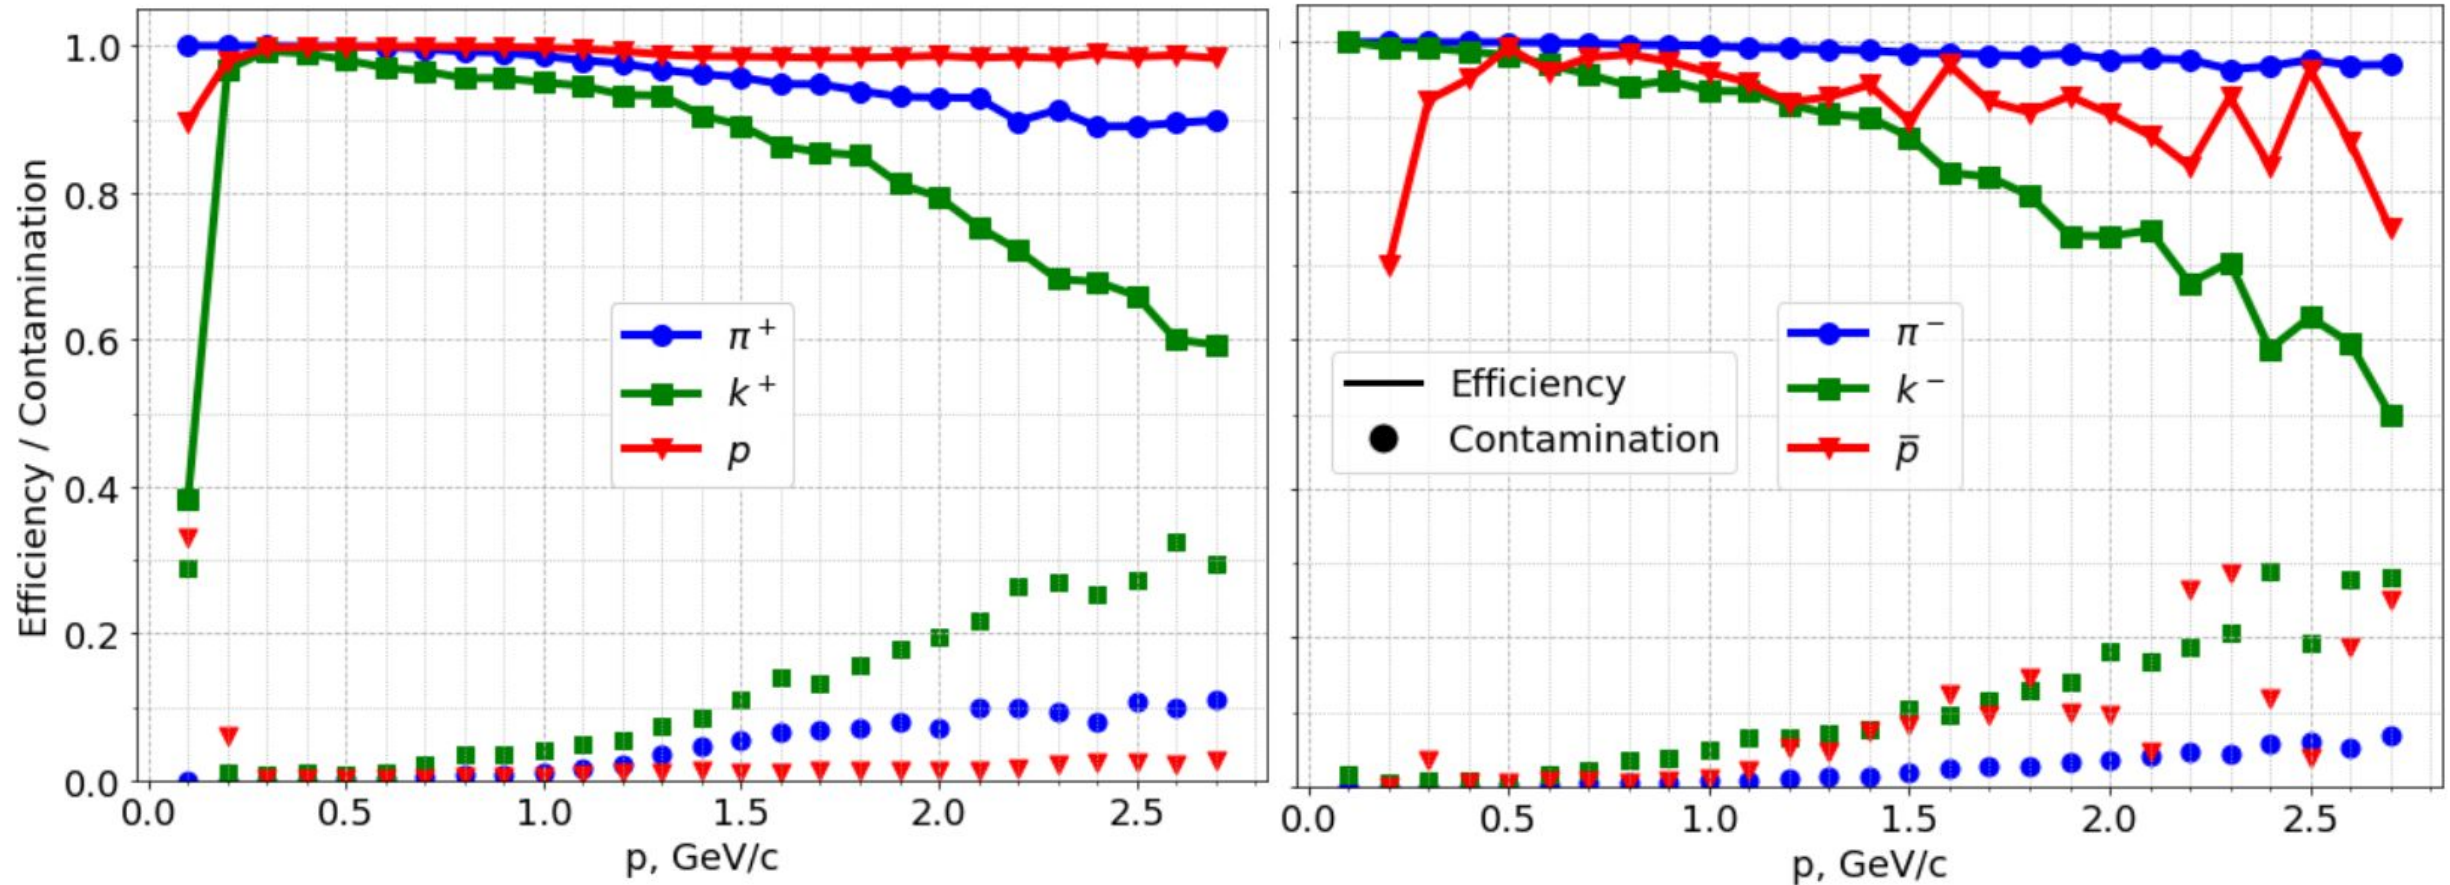 Efficiency / Contamination
1.0
0.8
0.6
0.4
0.2
0.0
π⁺
k⁺
p
0.0 0.5 1.0 1.5 2.0 2.5
p, GeV/c
Efficiency
Contamination
π⁻
k⁻
p̅
0.0 0.5 1.0 1.5 2.0 2.5
p, GeV/c